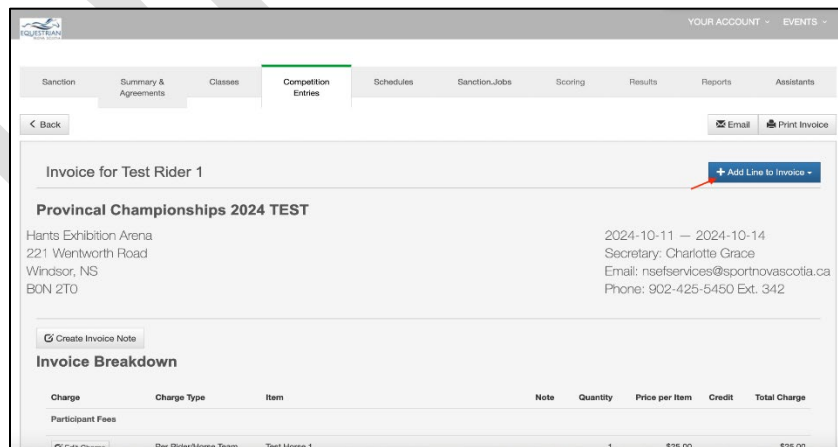 EQUESTRIAN
NOVA SCOTIA
YOUR ACCOUNT EVENTS
Sanction Summary & Agreements Classes Competition Entries Schedules Sanction.Jobs Scoring Results Reports Assistants
Back Email Print Invoice
Invoice for Test Rider 1 + Add Line to Invoice
Provincal Championships 2024 TEST
Hants Exhibition Arena 2024-10-11 — 2024-10-14
221 Wentworth Road Secretary: Charlotte Grace
Windsor, NS Email: nsefservices@sportnovascotia.ca
B0N 2T0 Phone: 902-425-5450 Ext. 342
Create Invoice Note
Invoice Breakdown
Charge Charge Type Item Note Quantity Price per Item Credit Total Charge
Participant Fees
Edit Charge Per Rider/Horse Team Test Horse 1 1 $25.00 $25.00